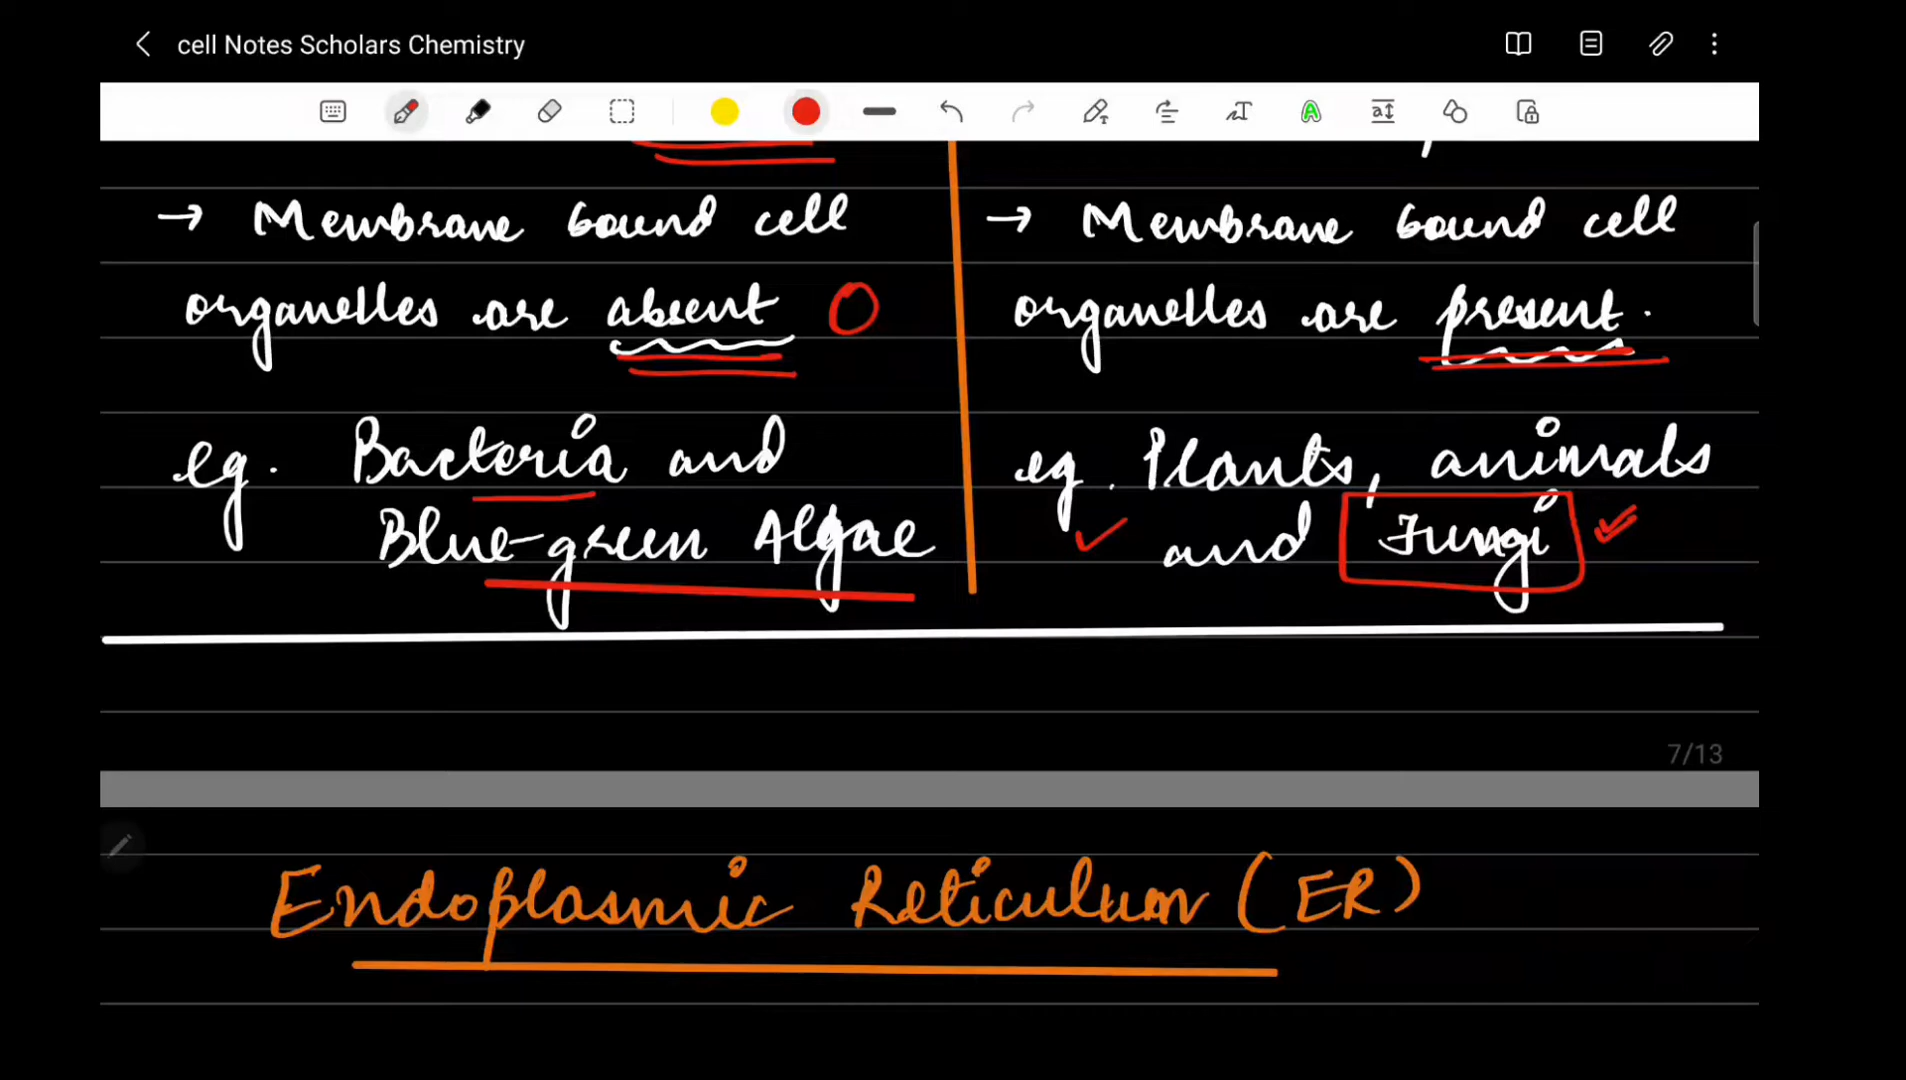 cell Notes Scholars Chemistry
→ Membrane bound cell
organelles are absent
eg. Bacteria and
Blue-green Algae
→ Membrane bound cell
organelles are present.
eg. Plants, animals
and Fungi
7/13
Endoplasmic Reticulum (ER)